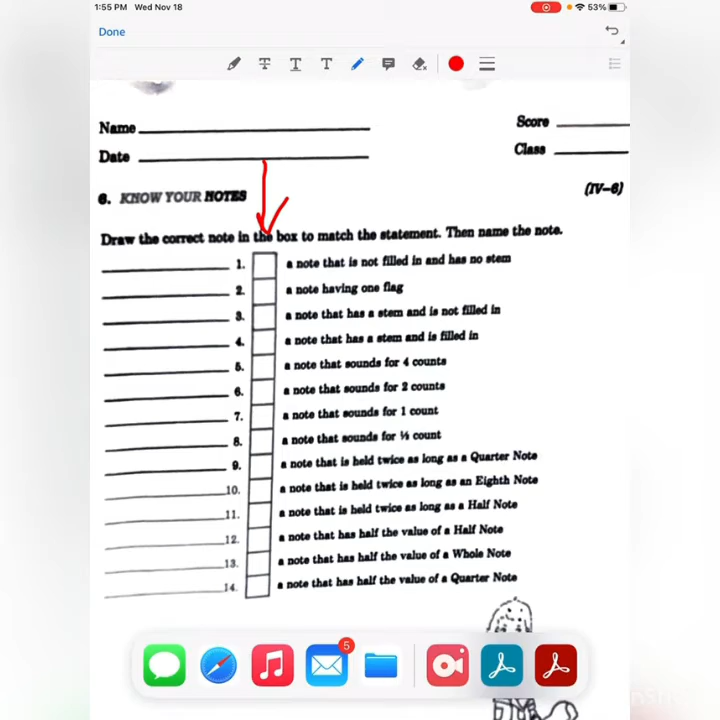 1:55 PM Wed Nov 18
53%
Done
T T T
Name
Score
Date
Class
6. KNOW YOUR NOTES
(IV-6)
Draw the correct note in the box to match the statement. Then name the note.
1. a note that is not filled in and has no stem
2. a note having one flag
3. a note that has a stem and is not filled in
4. a note that has a stem and is filled in
5. a note that sounds for 4 counts
6. a note that sounds for 2 counts
7. a note that sounds for 1 count
8. a note that sounds for ½ count
9. a note that is held twice as long as a Quarter Note
10. a note that is held twice as long as an Eighth Note
11. a note that is held twice as long as a Half Note
12. a note that has half the value of a Half Note
13. a note that has half the value of a Whole Note
14. a note that has half the value of a Quarter Note
5